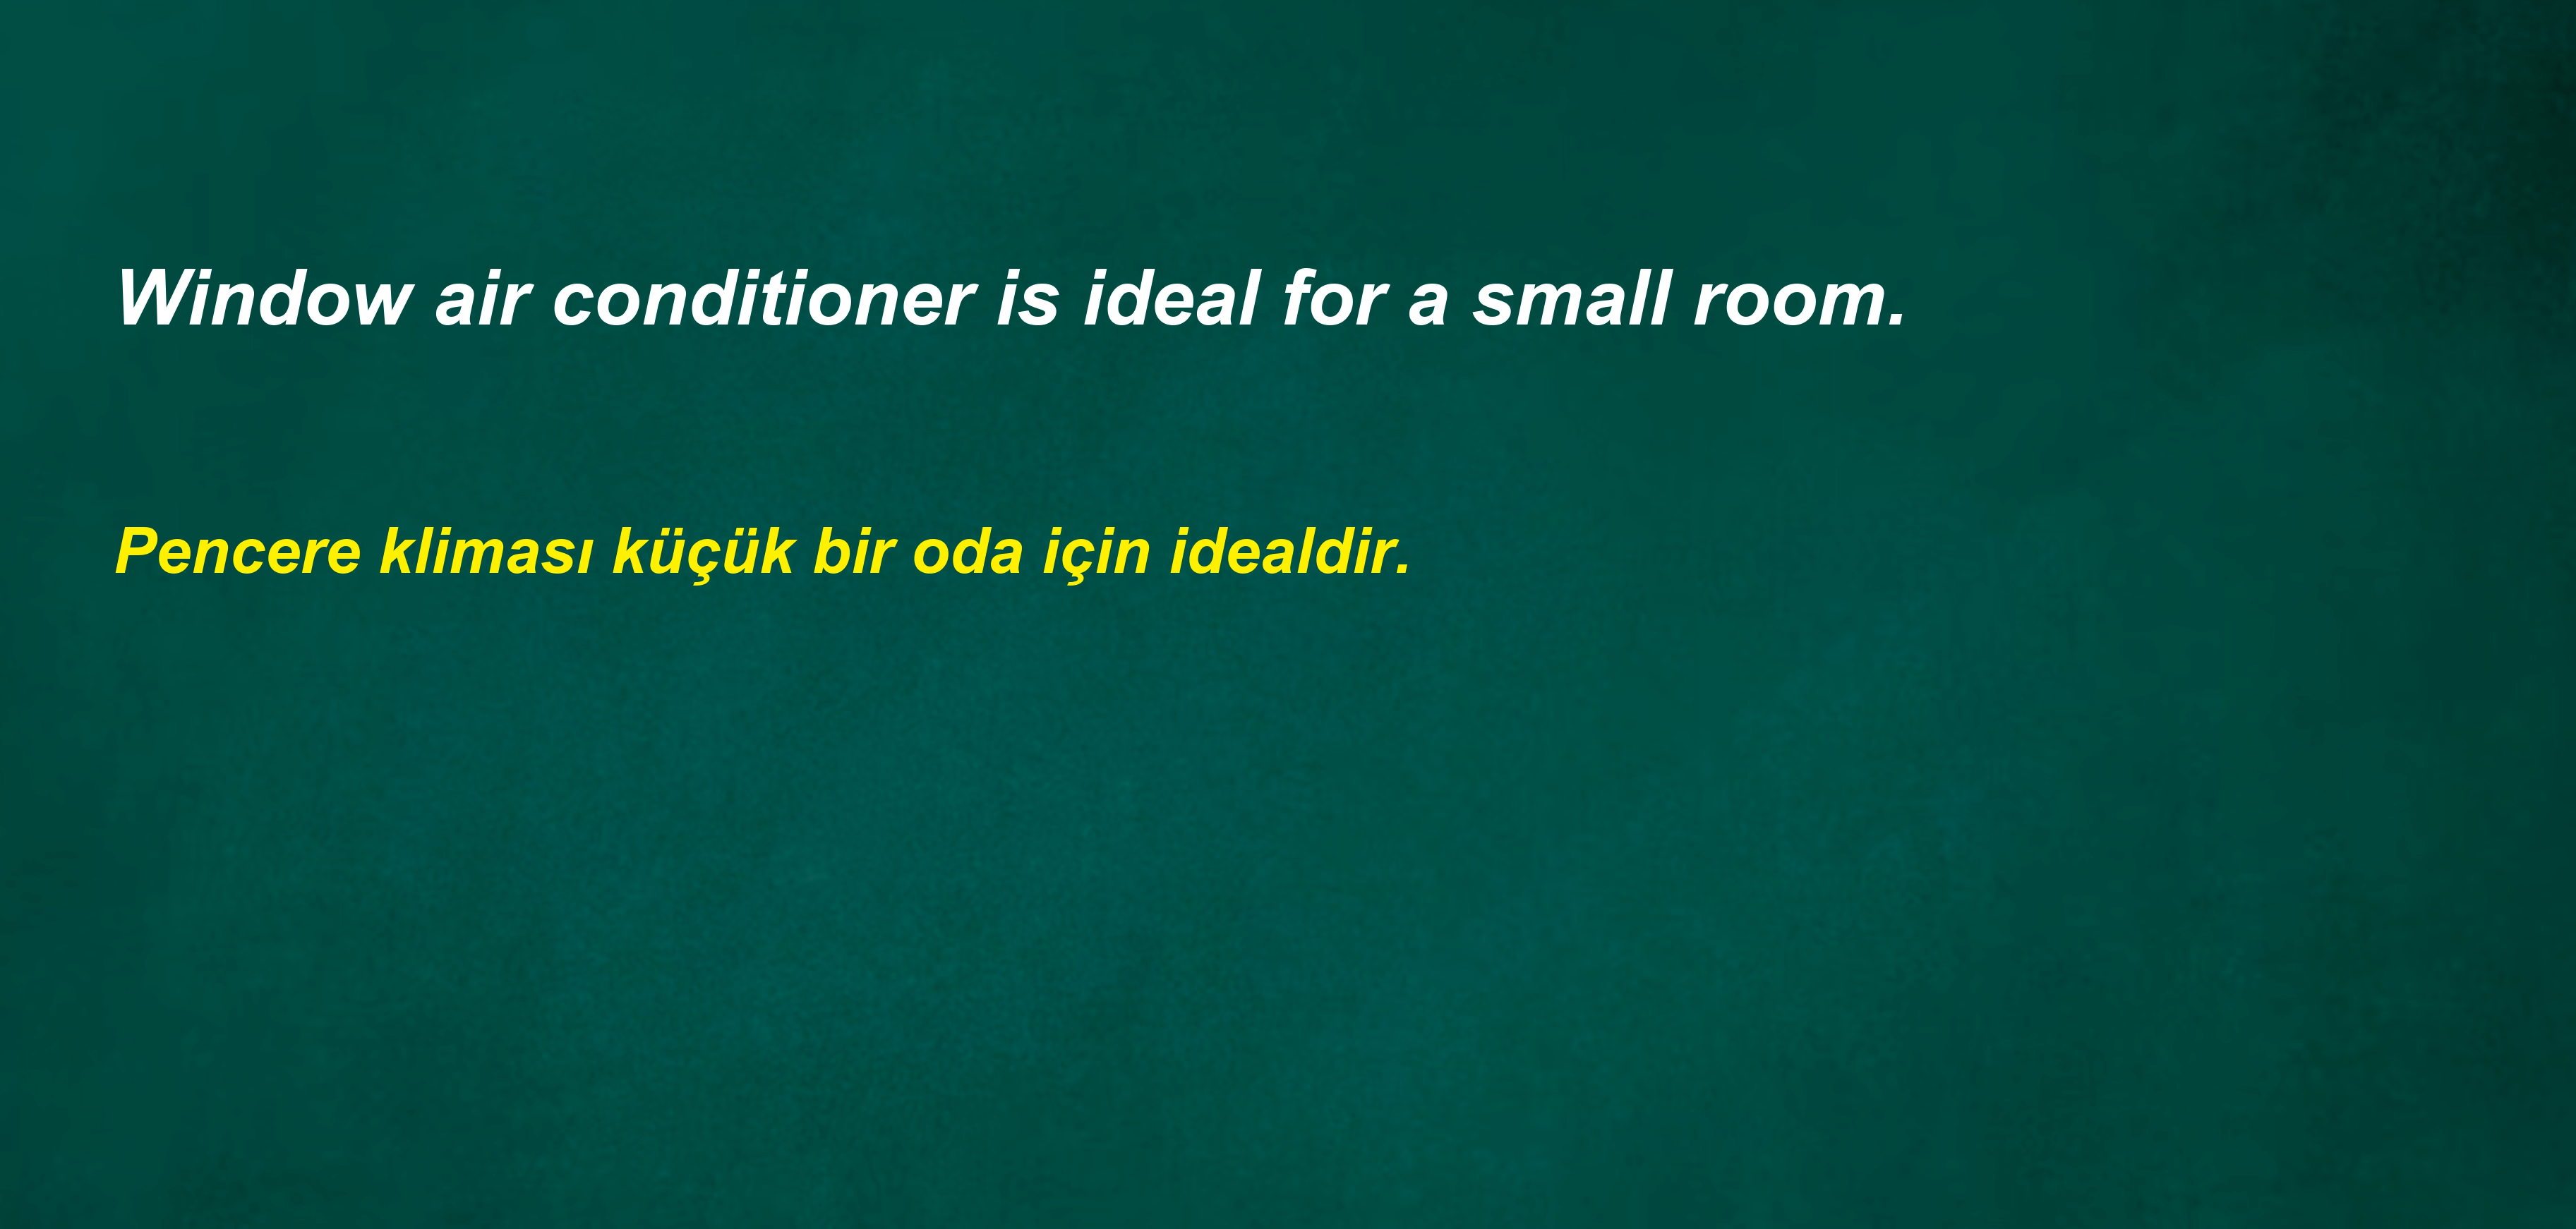 Window air conditioner is ideal for a small room.
Pencere kliması küçük bir oda için idealdir.